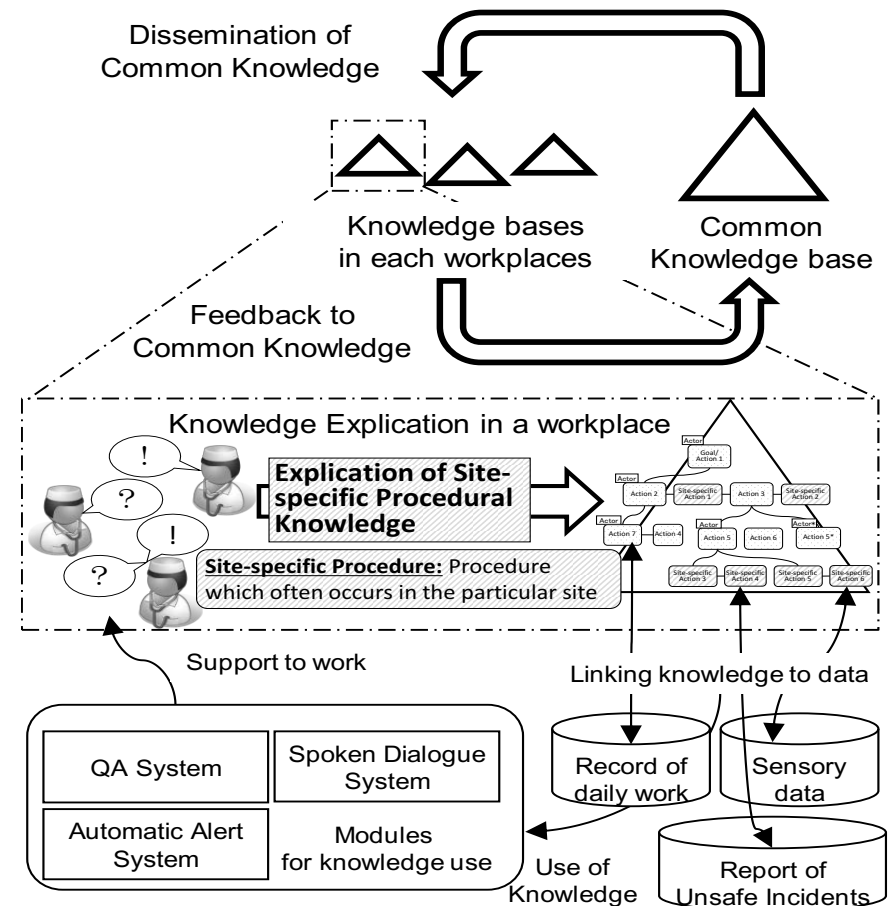 Dissemination of
Common Knowledge
Knowledge bases
in each workplaces
Common
Knowledge base
Feedback to
Common Knowledge
Knowledge Explication in a workplace
!
?
!
?
Explication of Site-
specific Procedural
Knowledge
Site-specific Procedure: Procedure
which often occurs in the particular site
Actor
Goal/
Action 1
Actor
Action 2
Site-specific
Action 1
Action 3
Site-specific
Action 2
Actor
Action 7
Action 4
Actor
Action 5
Action 6
Actor*
Action 5*
Site-specific
Action 3
Site-specific
Action 4
Site-specific
Action 5
Site-specific
Action 6
Support to work
Linking knowledge to data
QA System
Spoken Dialogue
System
Automatic Alert
System
Modules
for knowledge use
Record of
daily work
Sensory
data
Use of
Knowledge
Report of
Unsafe Incidents